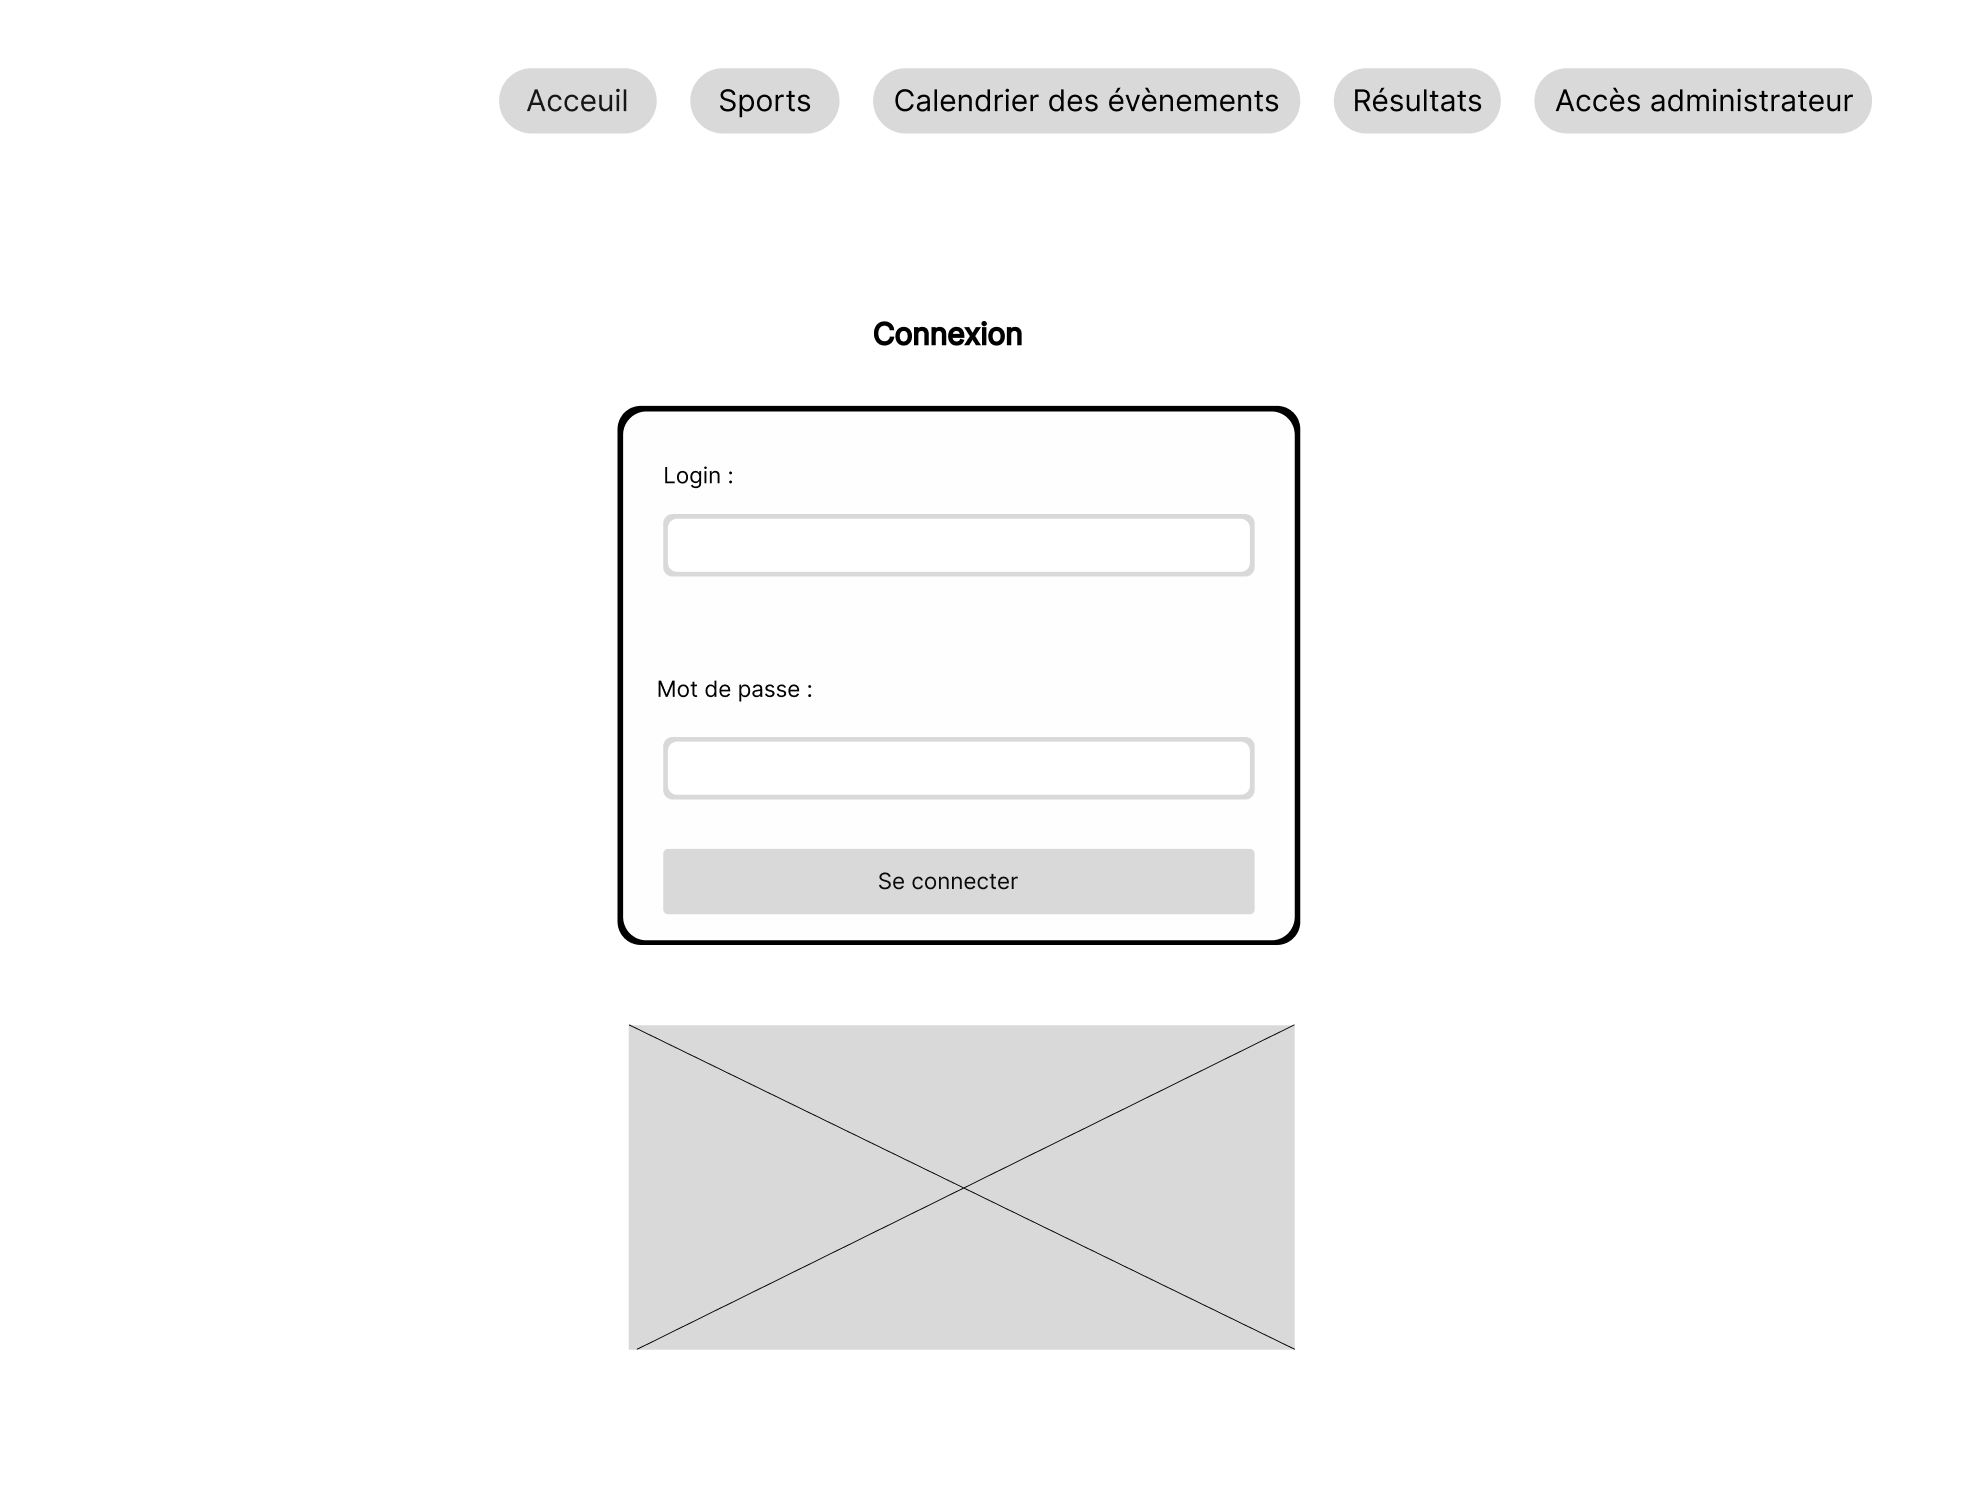 Acceuil Sports Calendrier des évènements Résultats Accès administrateur
Connexion
Login :
Mot de passe :
Se connecter